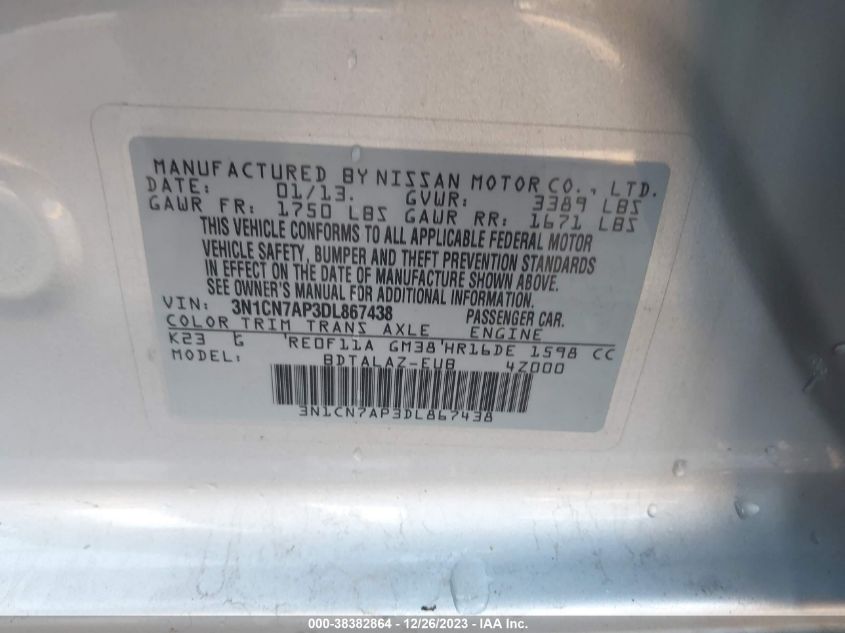 MANUFACTURED BY NISSAN MOTOR CO., LTD.
DATE: 01/13. GVWR: 3389 LBS
GAWR FR: 1750 LBS GAWR RR: 1671 LBS
THIS VEHICLE CONFORMS TO ALL APPLICABLE FEDERAL MOTOR
VEHICLE SAFETY, BUMPER AND THEFT PREVENTION STANDARDS
IN EFFECT ON THE DATE OF MANUFACTURE SHOWN ABOVE.
SEE OWNER'S MANUAL FOR ADDITIONAL INFORMATION.
VIN: 3N1CN7AP3DL867438 PASSENGER CAR.
COLOR TRIM TRANS AXLE ENGINE
K23 G RE0F11A GM38 HR16DE 1598 CC
MODEL: BDTALAZ-EUB 4Z000
3N1CN7AP3DL867438
000-38382864 - 12/26/2023 - IAA Inc.